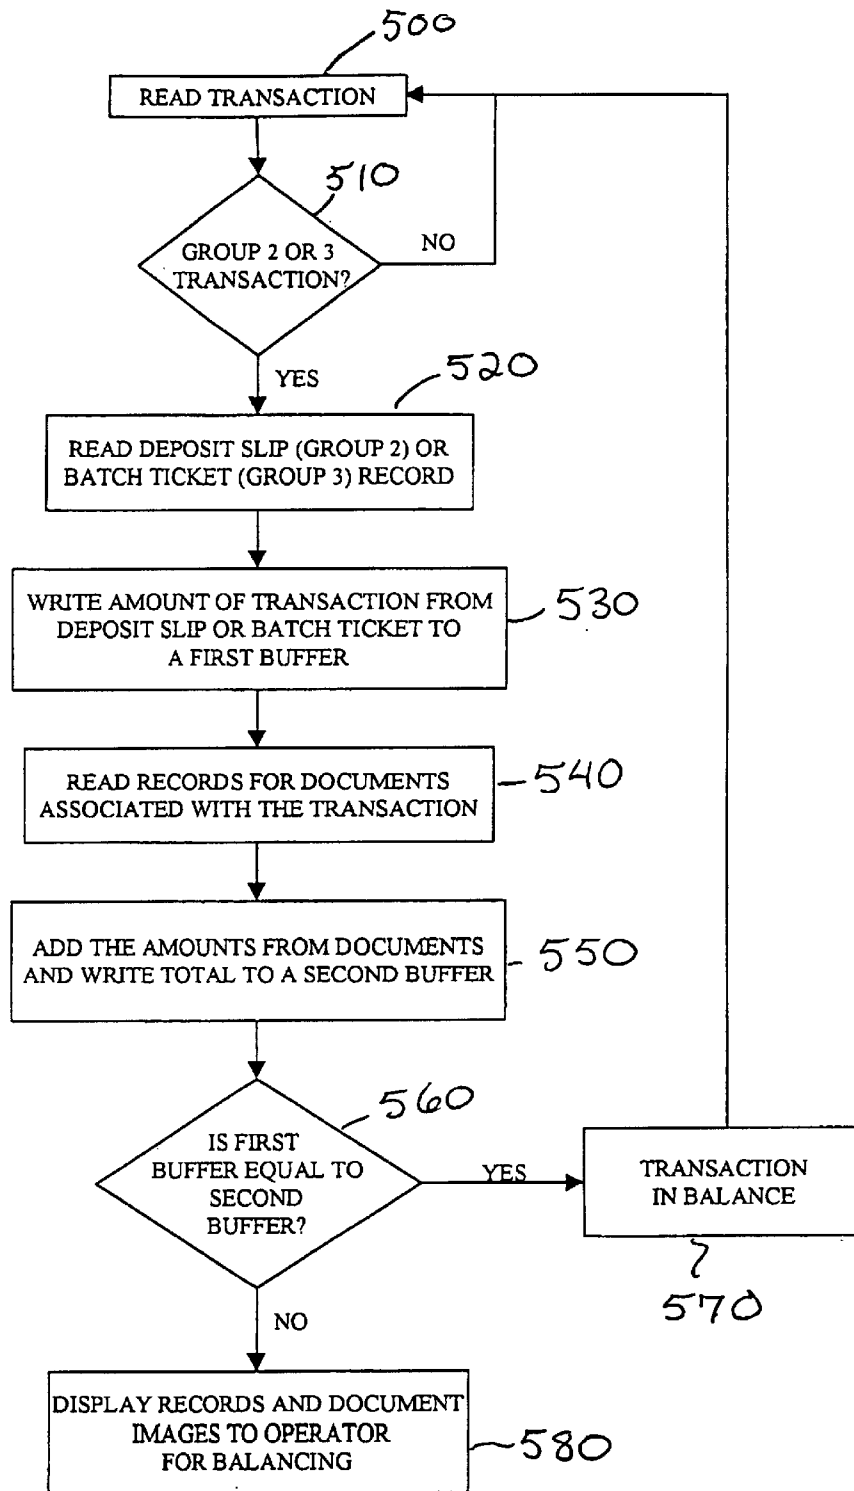 500
READ TRANSACTION
510
GROUP 2 OR 3
TRANSACTION?
NO
YES
520
READ DEPOSIT SLIP (GROUP 2) OR
BATCH TICKET (GROUP 3) RECORD
WRITE AMOUNT OF TRANSACTION FROM
DEPOSIT SLIP OR BATCH TICKET TO
A FIRST BUFFER
530
READ RECORDS FOR DOCUMENTS
ASSOCIATED WITH THE TRANSACTION
540
ADD THE AMOUNTS FROM DOCUMENTS
AND WRITE TOTAL TO A SECOND BUFFER
550
560
IS FIRST
BUFFER EQUAL TO
SECOND
BUFFER?
YES
TRANSACTION
IN BALANCE
570
NO
DISPLAY RECORDS AND DOCUMENT
IMAGES TO OPERATOR
FOR BALANCING
580